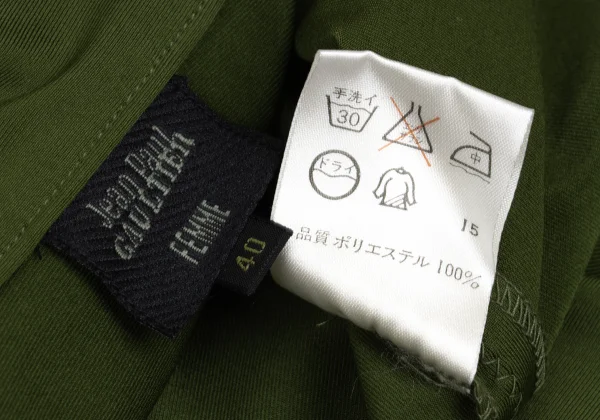 Jean Paul
GAULTIER
FEMME
40
手洗イ
30
中
ドライ
15
品質 ポリエステル 100%